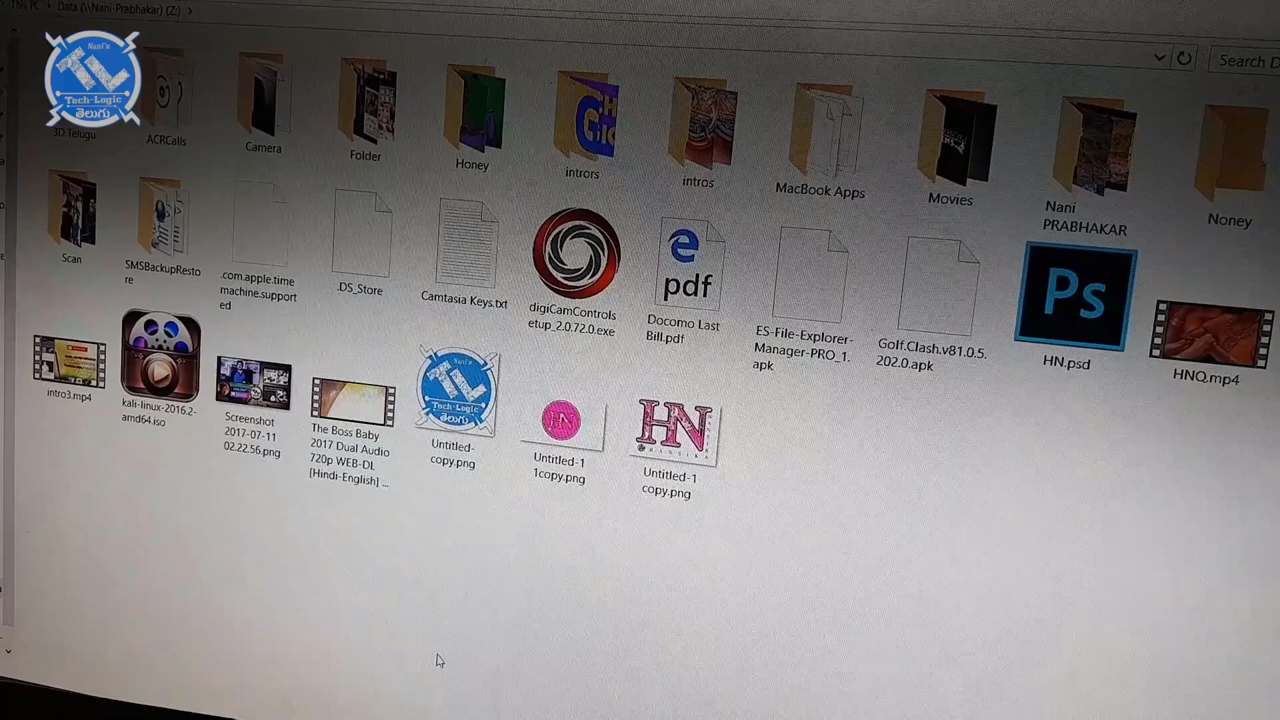 This PC > Data (\\Nani-Prabhakar) (Z:) >
Search D
Nani's
Tech-Logic
తెలుగు
3D Telugu
ACRCalls
Camera
Folder
Honey
intrors
intros
MacBook Apps
Movies
Nani
PRABHAKAR
Noney
Scan
SMSBackupResto
re
.com.apple.time
machine.support
ed
.DS_Store
Camtasia Keys.txt
digiCamControls
etup_2.0.72.0.exe
pdf
Docomo Last
Bill.pdf
ES-File-Explorer-
Manager-PRO_1.
apk
Golf.Clash.v81.0.5.
202.0.apk
Ps
HN.psd
HNQ.mp4
intro3.mp4
kali-linux-2016.2-
amd64.iso
Screenshot
2017-07-11
02.22.56.png
The Boss Baby
2017 Dual Audio
720p WEB-DL
[Hindi-English] ...
Nani's
Tech-Logic
తెలుగు
Untitled-
copy.png
HN
Untitled-1
1copy.png
HN
Untitled-1
copy.png